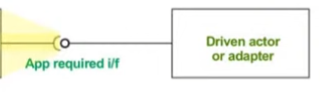 App required i/f
Driven actor
or adapter